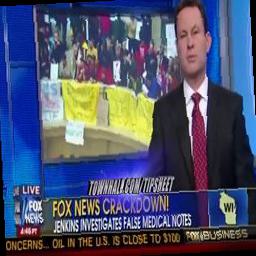 TOWNHALL.COM/TIPSHEET
LIVE
FOX NEWS CRACKDOWN!
FOX NEWS
JENKINS INVESTIGATES FALSE MEDICAL NOTES
WI
4:46 PT
ONCERNS... OIL IN THE U.S. IS CLOSE TO $100
FOX BUSINESS